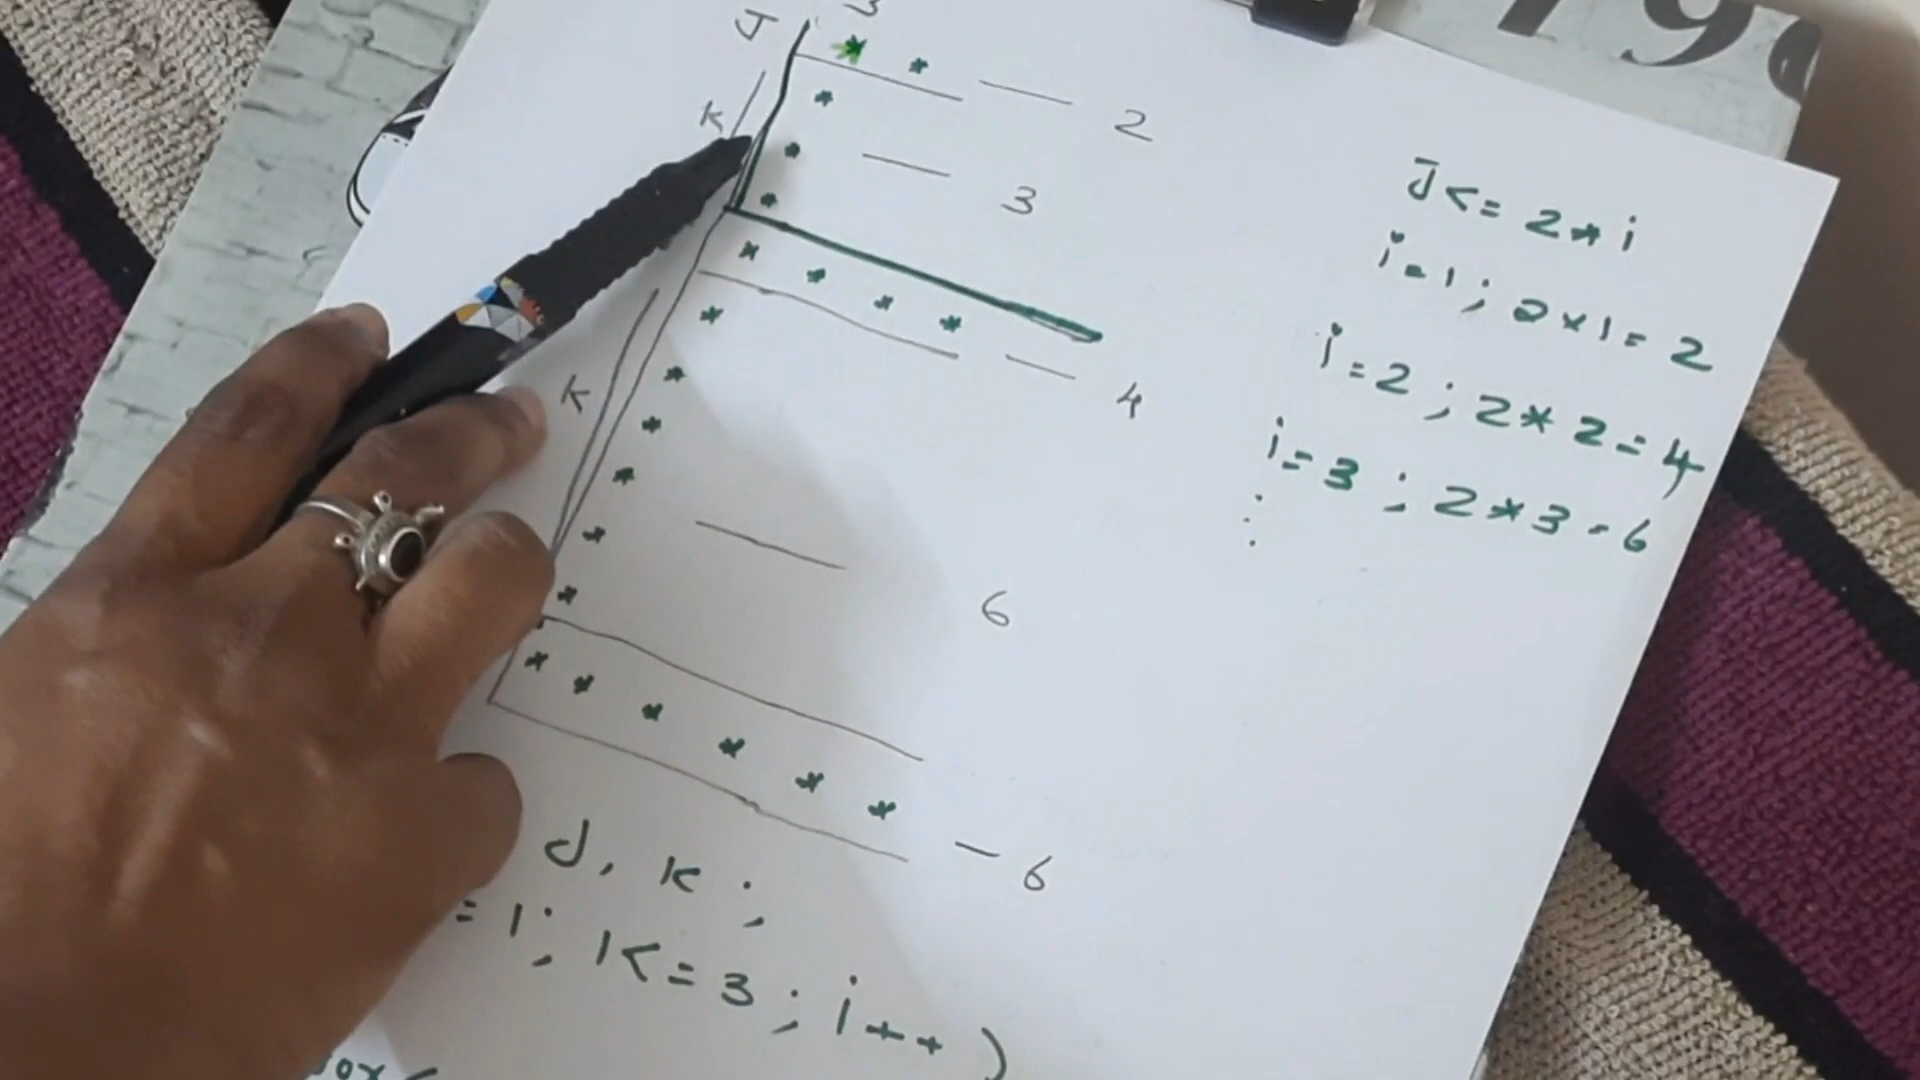 J
* *
K
*
2
*
3
*
* * * *
4
*
*
K
*
*
*
6
*
* * * * * *
- 6
J <= 2 * i
i = 1 ; 2 x 1 = 2
i = 2 ; 2 * 2 = 4
i = 3 ; 2 * 3 = 6
J, K ;
= 1 ; i <= 3 ; i ++ )